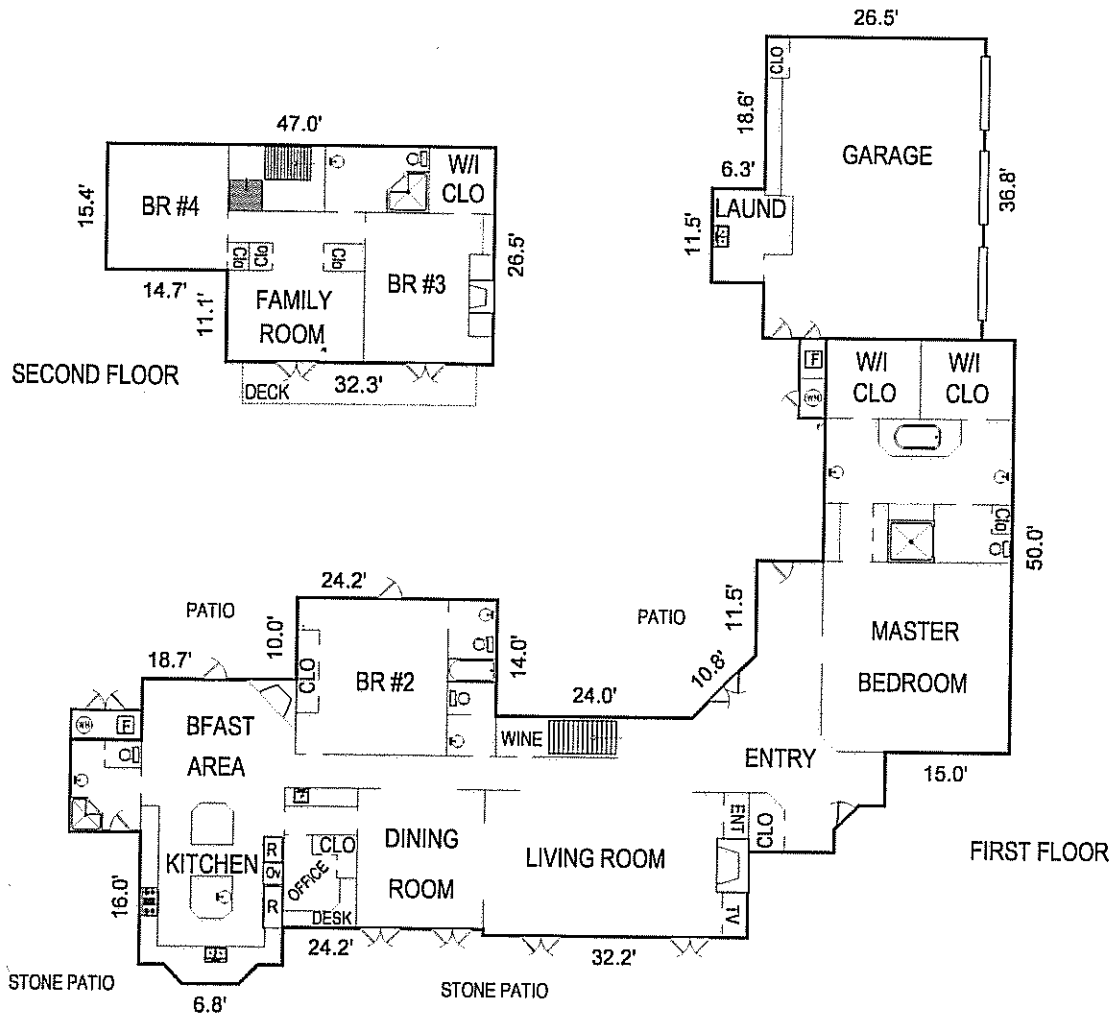 26.5'
CLO
18.6'
GARAGE
36.8'
6.3'
LAUND
11.5'
47.0'
W/I
CLO
BR #4
15.4'
Clo
Clo
Clo
BR #3
26.5'
14.7'
11.1'
FAMILY
ROOM
SECOND FLOOR
DECK
32.3'
F
W/I
CLO
W/I
CLO
WH
Clo
50.0'
24.2'
PATIO
10.0'
CLO
BR #2
14.0'
PATIO
11.5'
10.8'
MASTER
BEDROOM
18.7'
24.0'
WH
F
BFAST
AREA
WINE
ENTRY
15.0'
ENT
CLO
DINING
ROOM
LIVING ROOM
FIRST FLOOR
KITCHEN
R
OV
R
CLO
OFFICE
DESK
TV
16.0'
24.2'
32.2'
STONE PATIO
6.8'
STONE PATIO